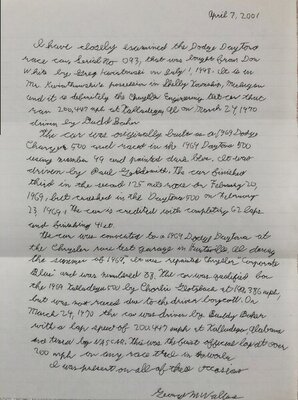 April 7, 2001
I have closely examined the Dodge Daytona
race car, Serial No 093, that was bought from Don
White by Greg Kwiatkowski on July 1, 1998. It is in
Mr. Kwiatkowski's possession in Shelby Township, Michigan
and it is definitely the Chrysler Engineering test car that
ran 200.447 mph at Talladega, Al on March 24, 1970
driven by Buddy Baker
The car was originally built as a 1969 Dodge
Charger 500 and raced in the 1969 Daytona 500
using number 99 and painted dark blue. It was
driven by Paul Goldsmith. The car finished
third in the second 125 mile race on February 20,
1969, but crashed in the Daytona 500 on February
23, 1969. The car is credited with completing 62 laps
and finishing 41st.
The car was converted to a 1969 Dodge Daytona at
the Chrysler race test garage in Huntsville, Al during
the summer of 1969. It was repainted Chrysler "Corporate
Blue" and was numbered 88. The car was qualified for
the 1969 Talladega 500 by Charlie Glotzbach at 199.386 mph,
but was not raced due to the driver boycott. On
March 24, 1970 the car was driven by Buddy Baker
with a lap speed of 200.447 mph at Talladega, Alabama
and timed by NASCAR. This was the first official lap at over
200 mph on any race track in the world
I was present on all of these occasions
George M Wallace